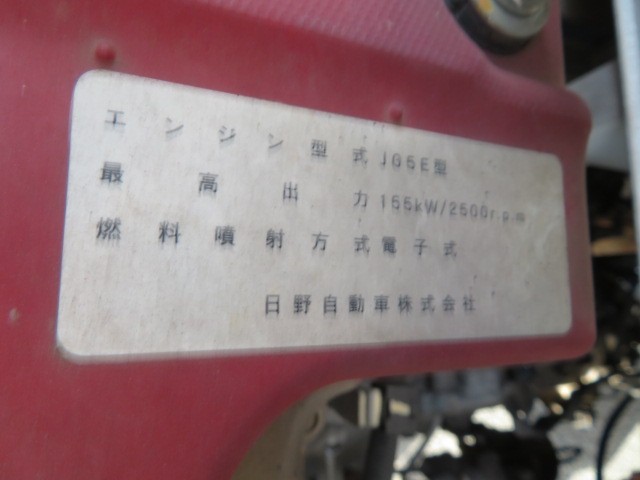 エンジン型式 J05E型
最高出力 155kW/2500r.p.m
燃料噴射方式 電子式
日野自動車株式会社